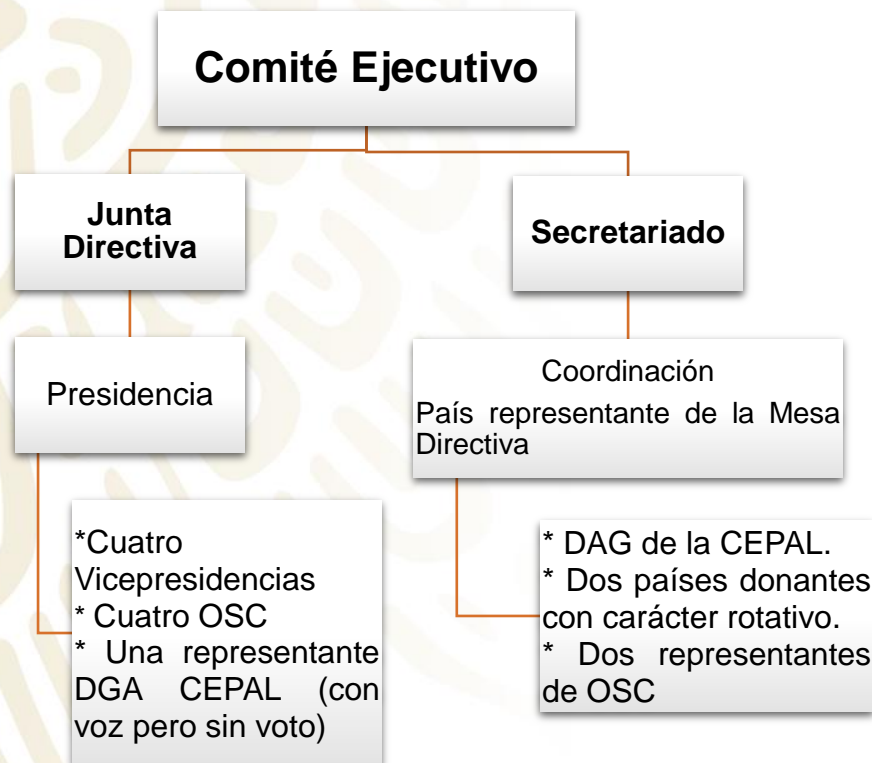 Comité Ejecutivo
Junta
Directiva
Secretariado
Presidencia
Coordinación
País representante de la Mesa
Directiva
*Cuatro
Vicepresidencias
* Cuatro OSC
* Una representante
DGA CEPAL (con
voz pero sin voto)
* DAG de la CEPAL.
* Dos países donantes
con carácter rotativo.
* Dos representantes
de OSC